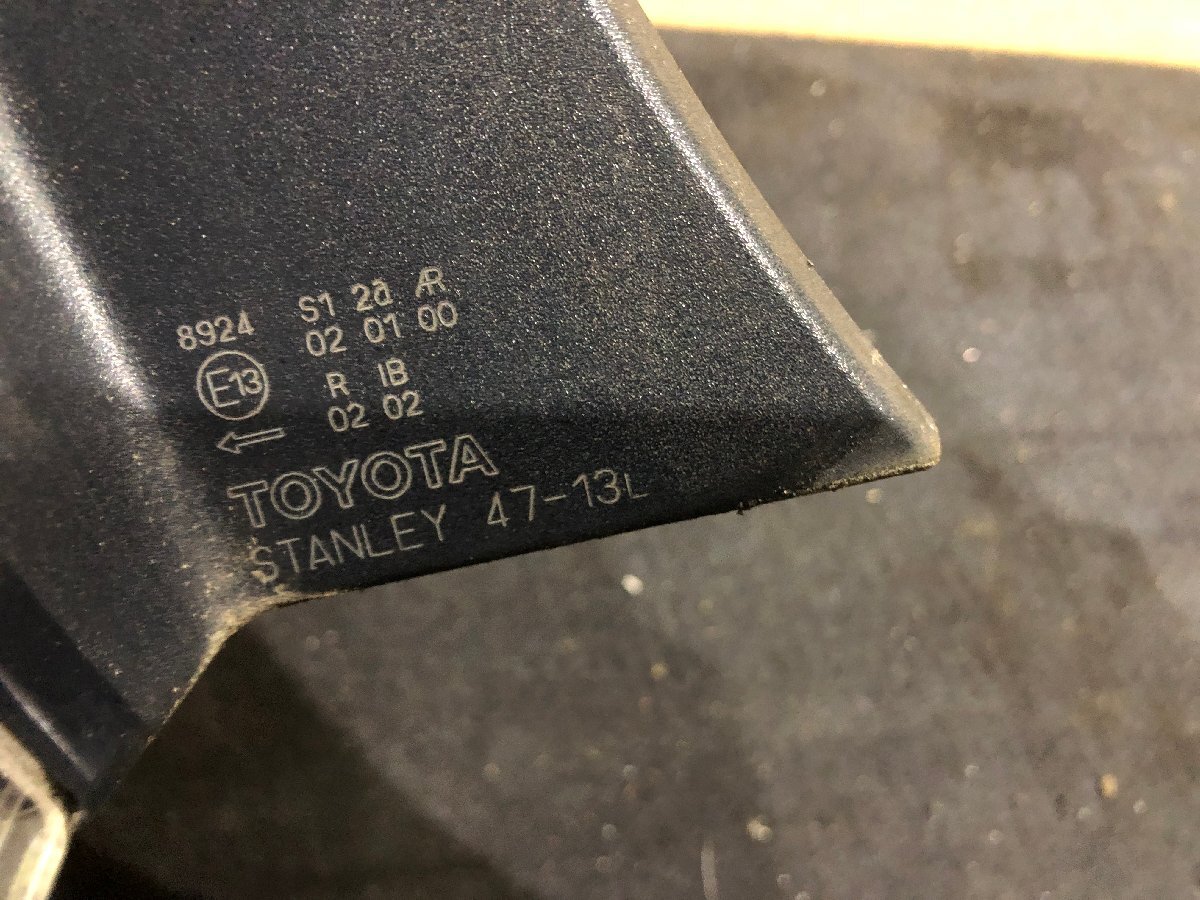 8924 S1 2a AR
02 01 00
E13 R IB
02 02
←
TOYOTA
STANLEY 47-13L